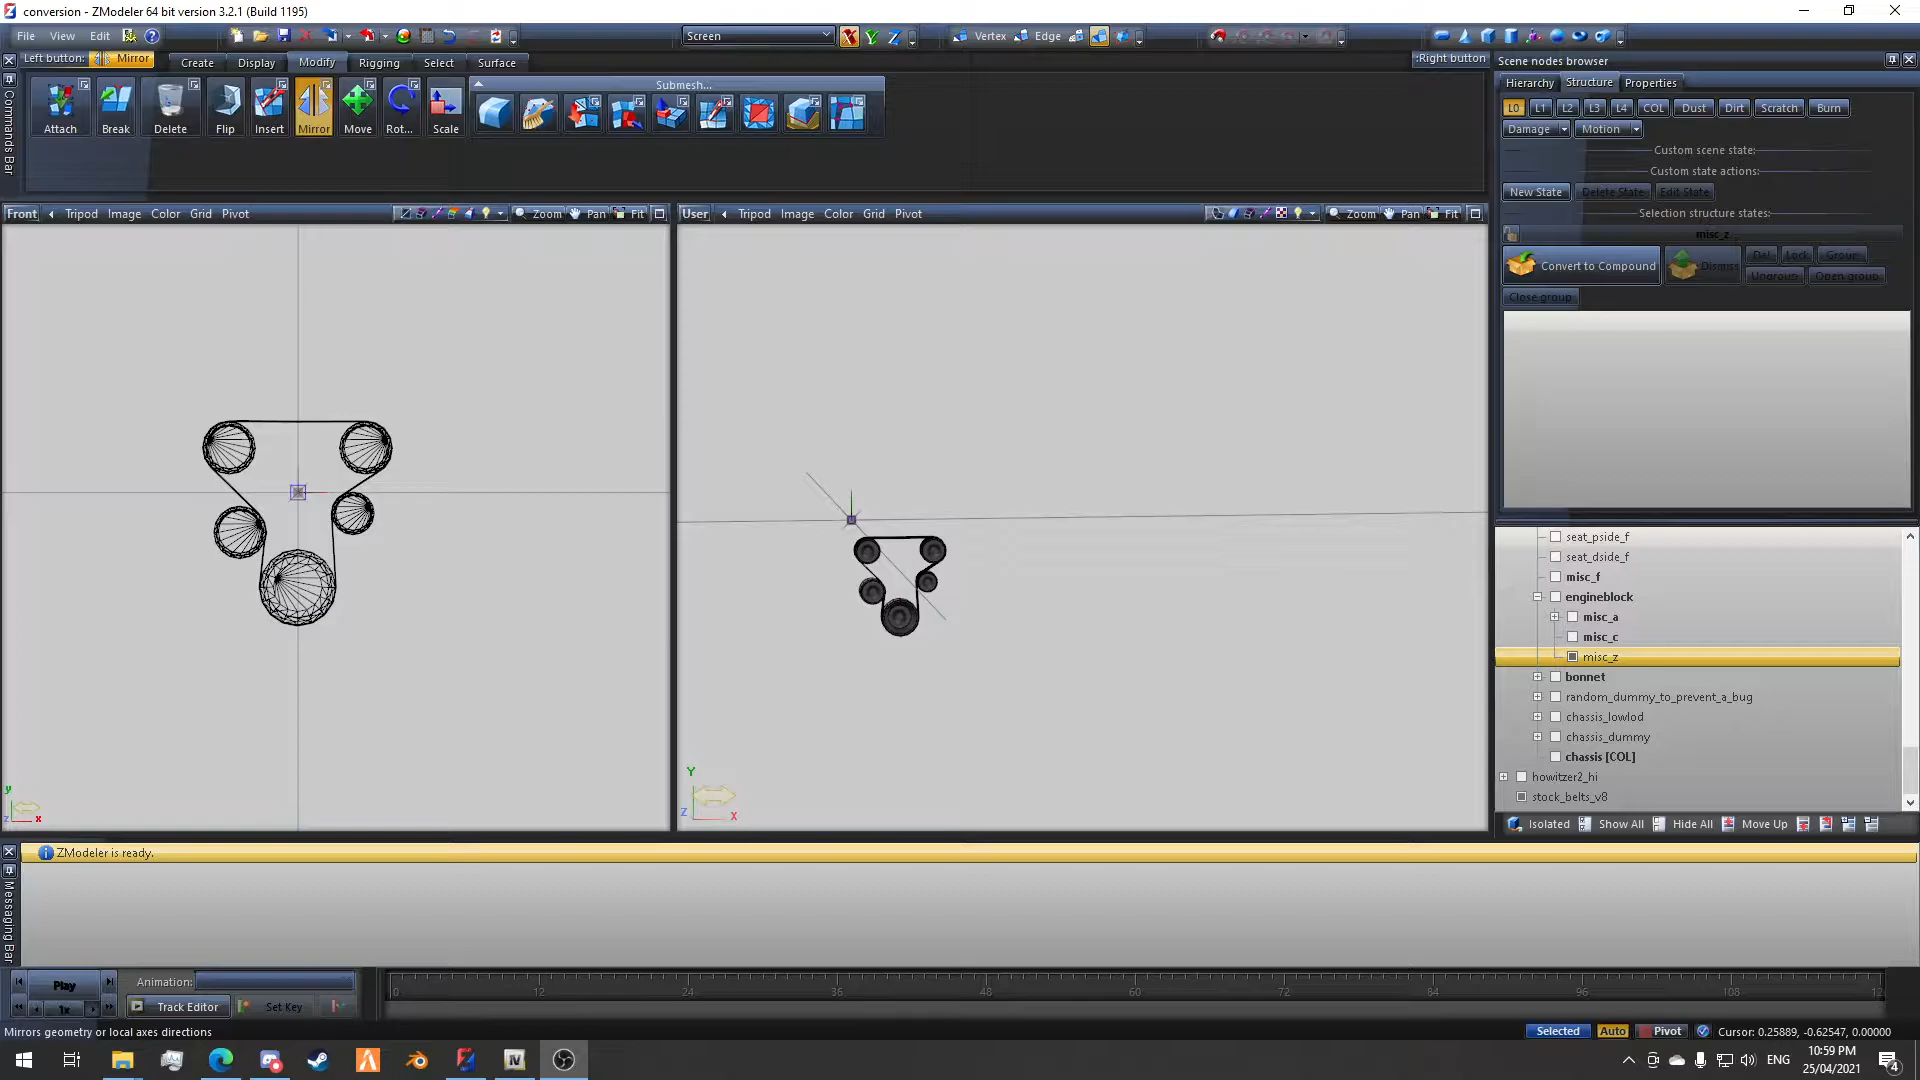 conversion - ZModeler 64 bit version 3.2.1 (Build 1195)
File View Edit
Screen
Vertex Edge
Left button: Mirror
:Right button
Create Display Modify Rigging Select Surface
Submesh...
Attach Break Delete Flip Insert Mirror Move Rot... Scale
Commands Bar
Front Tripod Image Color Grid Pivot Zoom Pan Fit
User Tripod Image Color Grid Pivot Zoom Pan Fit
y
z x
Y
Z X
Scene nodes browser
Hierarchy Structure Properties
L0 L1 L2 L3 L4 COL Dust Dirt Scratch Burn
Damage Motion
Custom scene state:
Custom state actions:
New State Delete State Edit State
Selection structure states:
misc_z
Convert to Compound Dismiss Del Lock Group
Ungroup Open group
Close group
seat_pside_f
seat_dside_f
misc_f
engineblock
misc_a
misc_c
misc_z
bonnet
random_dummy_to_prevent_a_bug
chassis_lowlod
chassis_dummy
chassis [COL]
howitzer2_hi
stock_belts_v8
Isolated Show All Hide All Move Up
ZModeler is ready.
Messaging Bar
Play
1x
Animation:
Track Editor Set Key
0 12 24 36 48 60 72 84 96 108
Mirrors geometry or local axes directions
Selected Auto Pivot Cursor: 0.25889, -0.62547, 0.00000
ENG
10:59 PM
25/04/2021
4